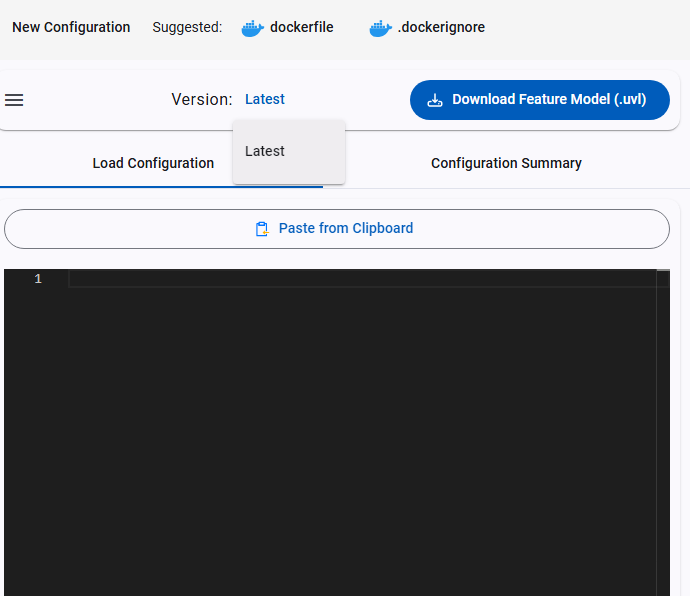 New Configuration Suggested: dockerfile .dockerignore
Version: Latest Download Feature Model (.uvl)
Latest
Load Configuration Configuration Summary
Paste from Clipboard
1